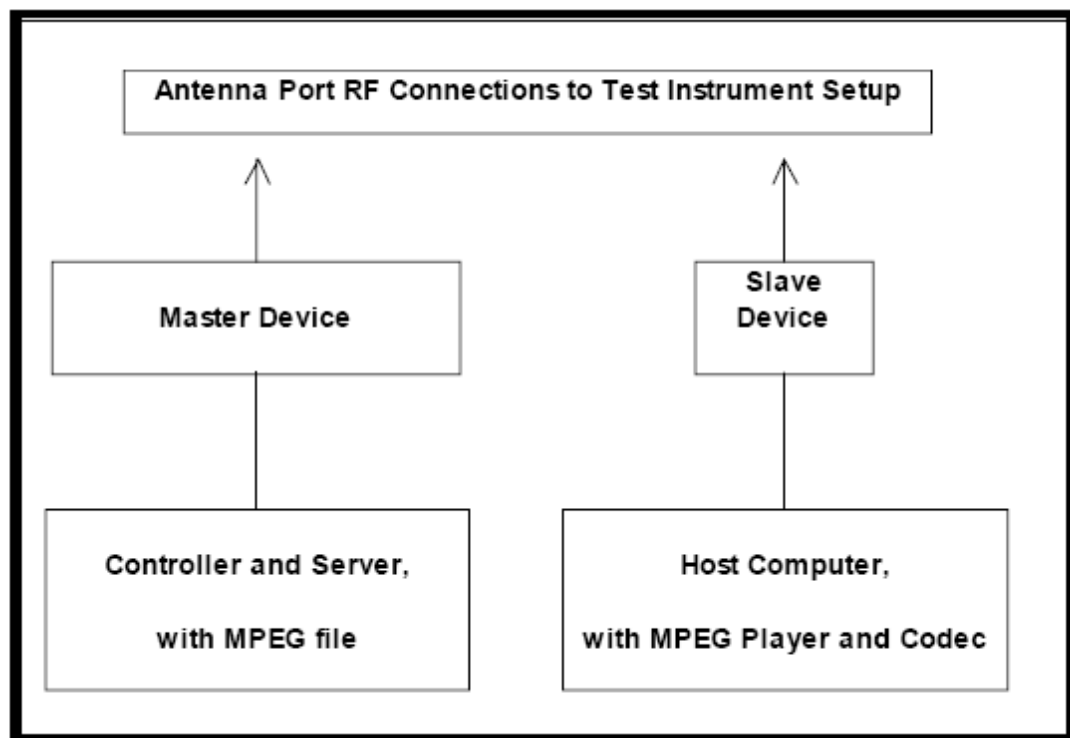 Antenna Port RF Connections to Test Instrument Setup
Master Device
Slave
Device
Controller and Server,
with MPEG file
Host Computer,
with MPEG Player and Codec